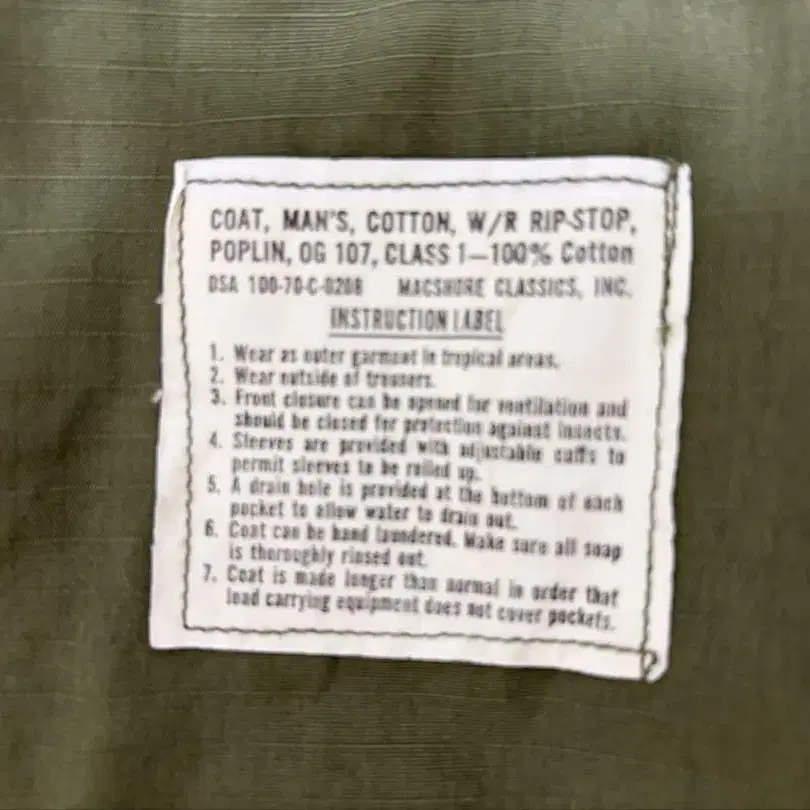 COAT, MAN'S, COTTON, W/R RIP-STOP,
POPLIN, OG 107, CLASS 1—100% Cotton
DSA 100-70-C-0208 MACSHORE CLASSICS, INC.
INSTRUCTION LABEL
1. Wear as outer garment in tropical areas.
2. Wear outside of trousers.
3. Front closure can be opened for ventilation and
should be closed for protection against insects.
4. Sleeves are provided with adjustable cuffs to
permit sleeves to be rolled up.
5. A drain hole is provided at the bottom of each
pocket to allow water to drain out.
6. Coat can be hand laundered. Make sure all soap
is thoroughly rinsed out.
7. Coat is made longer than normal in order that
load carrying equipment does not cover pockets.